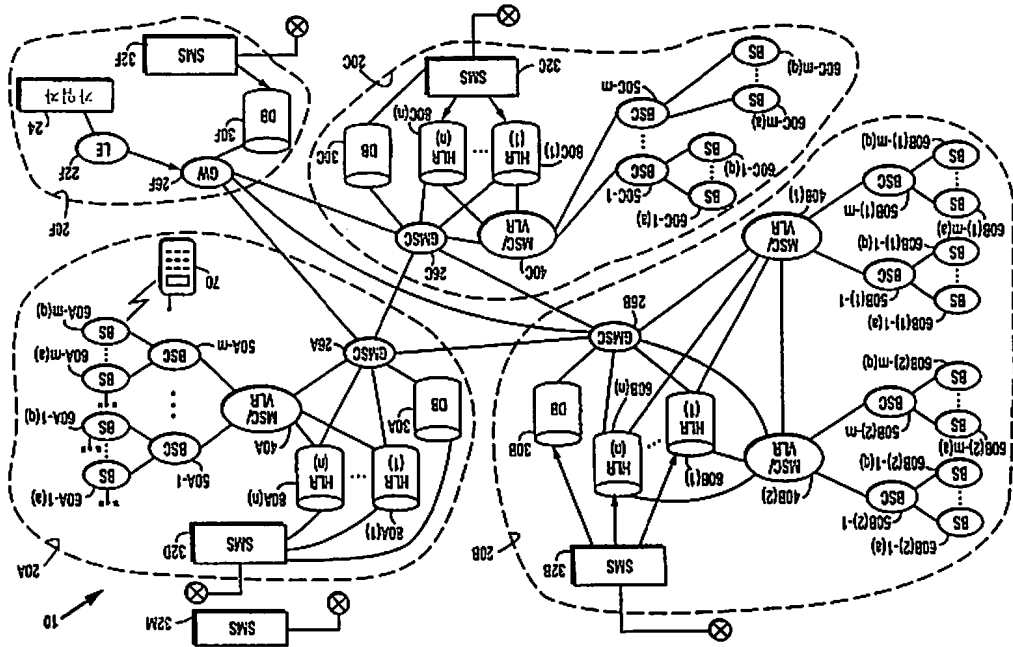 10
SMS
32M
20A
SMS
32D
HLR
(1)
80A(1)
HLR
(n)
80A(n)
DB
30A
GMSC
26A
MSC/
VLR
40A
BSC
50A-1
BS
60A-1(a)
BS
60A-1(q)
BSC
50A-m
BS
60A-m(a)
BS
60A-m(q)
70
20B
SMS
32B
DB
30B
HLR
(n)
60B(n)
HLR
(1)
60B(1)
GMSC
26B
MSC/
VLR
40B(2)
BSC
50B(2)-1
BS
60B(2)-1(a)
BS
60B(2)-1(q)
BSC
50B(2)-m
BS
60B(2)-m(a)
BS
60B(2)-m(q)
MSC/
VLR
40B(1)
BSC
50B(1)-1
BS
60B(1)-1(a)
BS
60B(1)-1(q)
BSC
50B(1)-m
BS
60B(1)-m(a)
BS
60B(1)-m(q)
20C
GMSC
26C
MSC/
VLR
40C
DB
HLR
(n)
80C(n)
HLR
(1)
80C(1)
SMS
32C
BSC
50C-1
BS
60C-1(a)
BS
60C-1(q)
BSC
50C-m
BS
60C-m(a)
BS
60C-m(q)
20F
GW
26F
LE
22F
가입자
24
DB
30F
SMS
32F